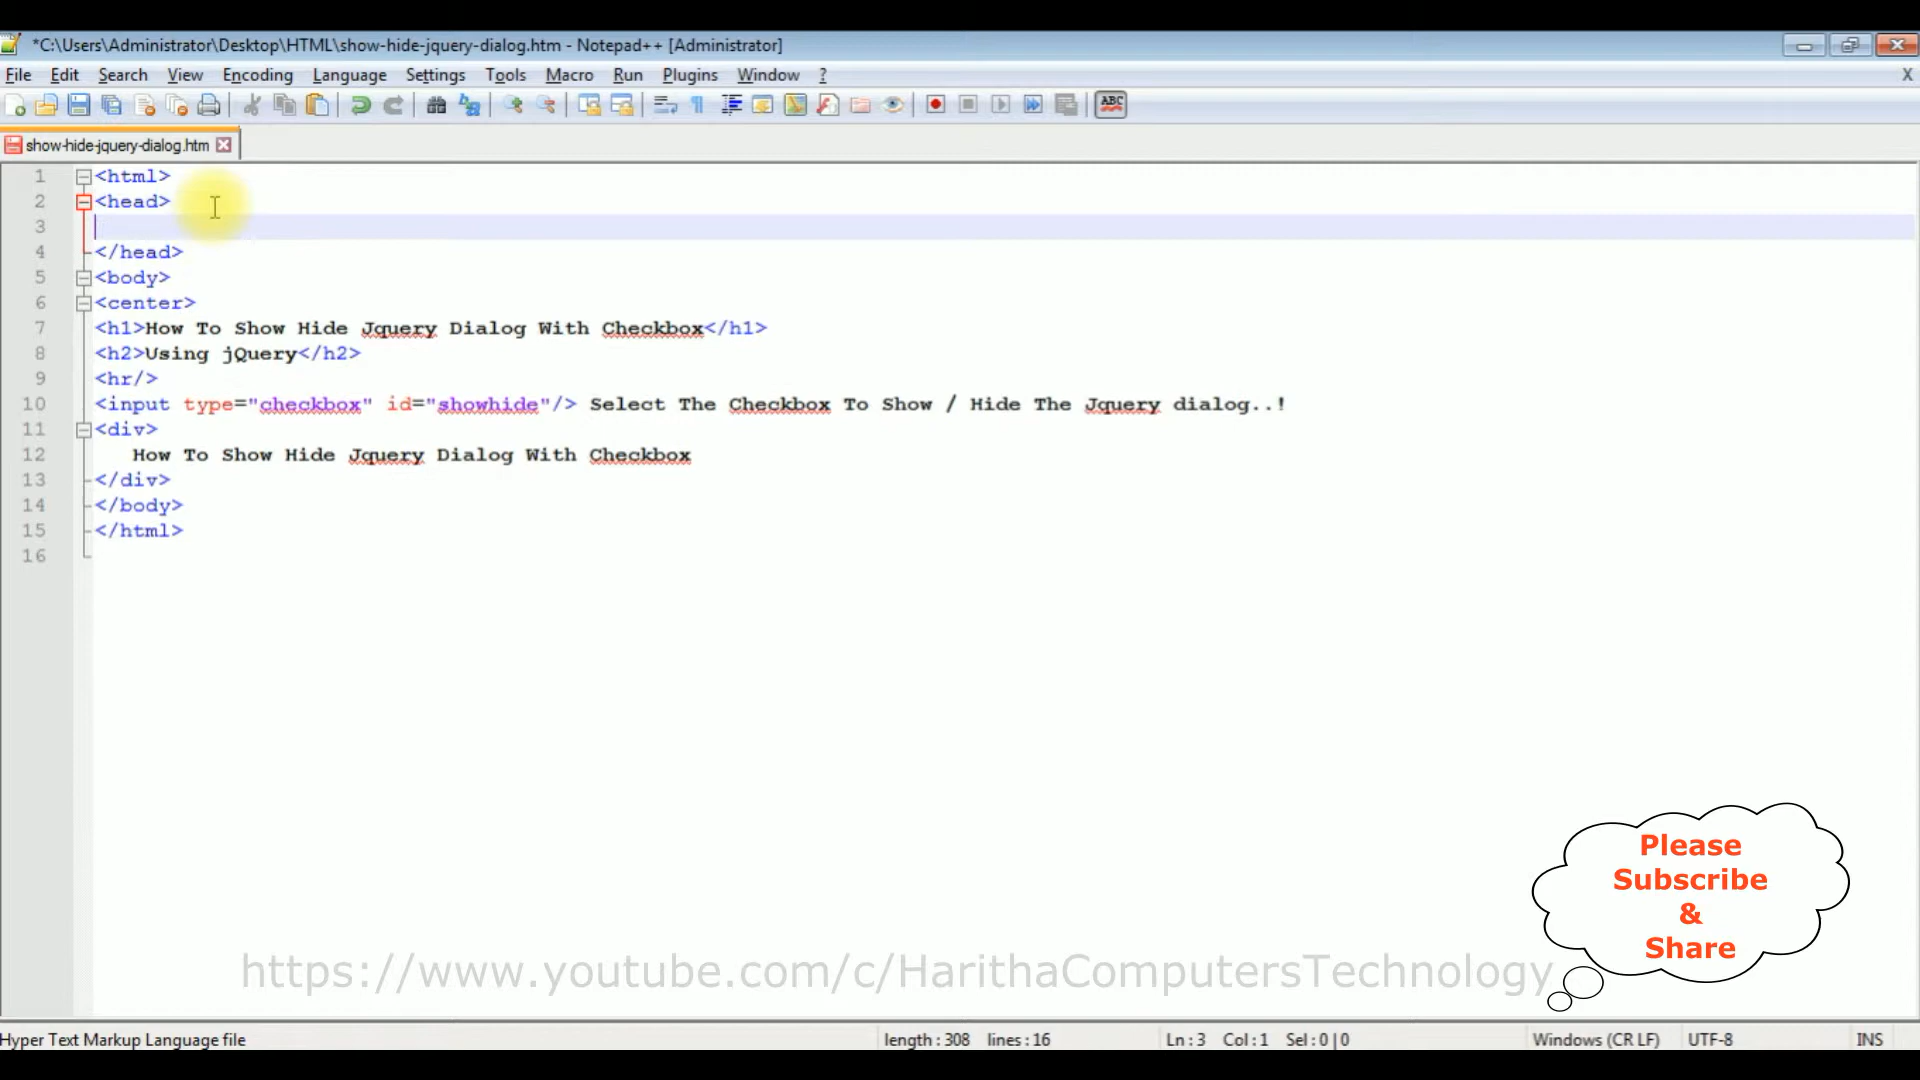 *C:\Users\Administrator\Desktop\HTML\show-hide-jquery-dialog.htm - Notepad++ [Administrator]
File Edit Search View Encoding Language Settings Tools Macro Run Plugins Window ? X
ABC
show-hide-jquery-dialog.htm
1 <html>
2 <head>
3
4 </head>
5 <body>
6 <center>
7 <h1>How To Show Hide Jquery Dialog With Checkbox</h1>
8 <h2>Using jQuery</h2>
9 <hr/>
10 <input type="checkbox" id="showhide"/> Select The Checkbox To Show / Hide The Jquery dialog..!
11 <div>
12 How To Show Hide Jquery Dialog With Checkbox
13 </div>
14 </body>
15 </html>
16
Please
Subscribe
&
Share
https://www.youtube.com/c/HarithaComputersTechnology
Hyper Text Markup Language file length : 308 lines : 16 Ln : 3 Col : 1 Sel : 0 | 0 Windows (CR LF) UTF-8 INS